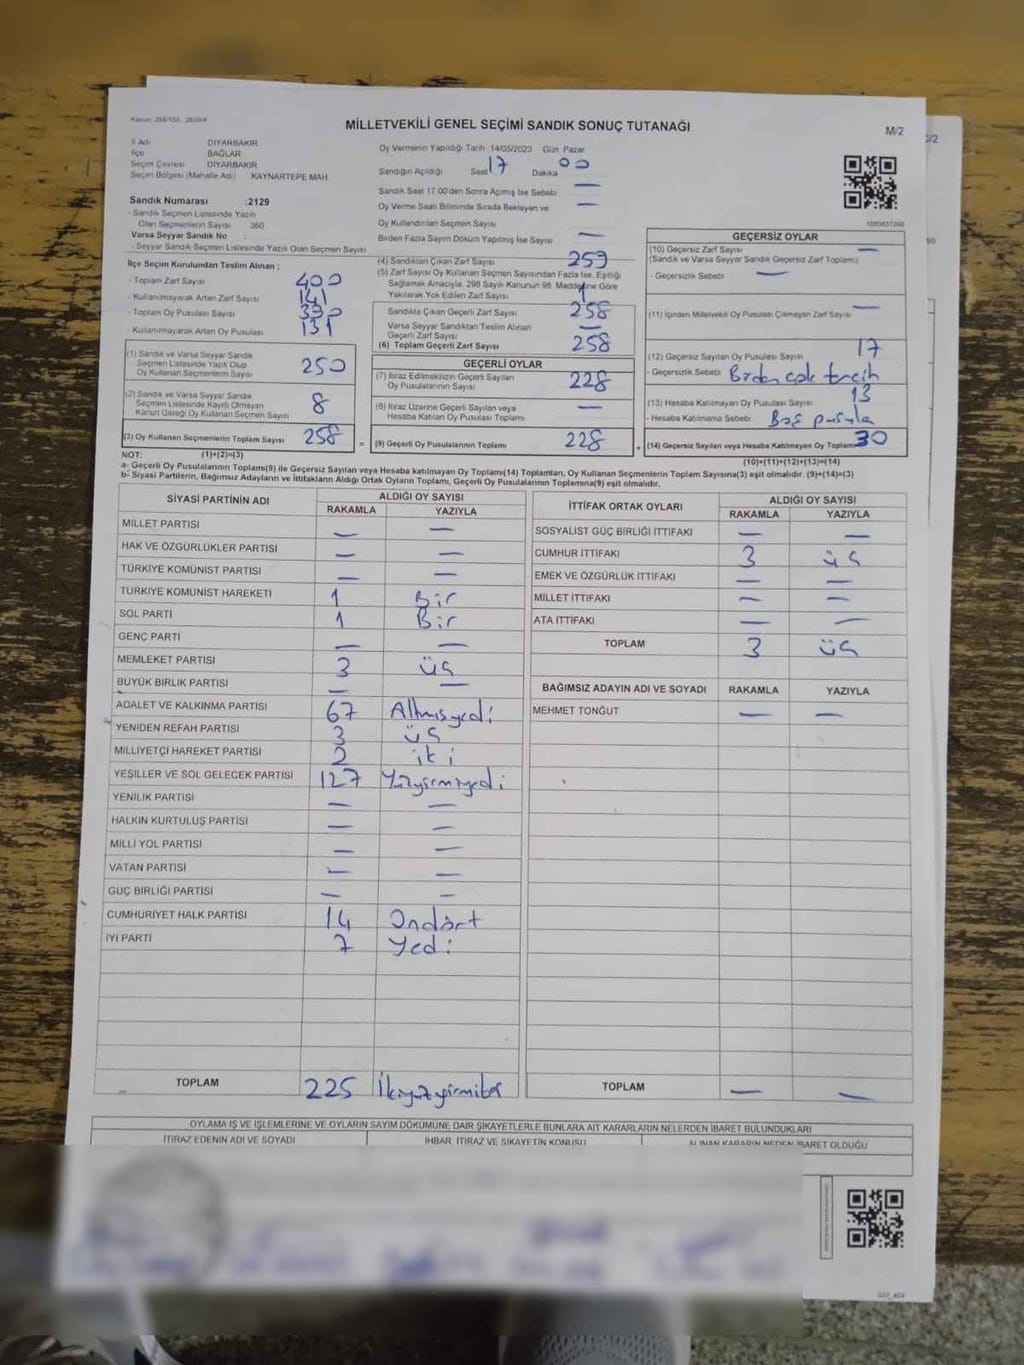 Kanun: 298/105, 2839/4
MİLLETVEKİLİ GENEL SEÇİMİ SANDIK SONUÇ TUTANAĞI
M/2
İl Adı DİYARBAKIR
İlçe BAĞLAR
Seçim Çevresi DİYARBAKIR
Seçim Bölgesi (Mahalle Adı) KAYNARTEPE MAH
Sandık Numarası :2129
- Sandık Seçmen Listesinde Yazılı
Olan Seçmenlerin Sayısı 360
Varsa Seyyar Sandık No :
- Seyyar Sandık Seçmen Listesinde Yazılı Olan Seçmen Sayısı
Oy Vermenin Yapıldığı Tarih 14/05/2023 Gün Pazar
Sandığın Açıldığı Saat 17 Dakika 00
Sandık Saat 17.00'den Sonra Açımış İse Sebebi —
Oy Verme Saati Bitiminde Sırada Bekleyen ve —
Oy Kullandırılan Seçmen Sayısı
Birden Fazla Sayım Döküm Yapılmış İse Sayısı —
İlçe Seçim Kurulundan Teslim Alınan :
- Toplam Zarf Sayısı 400
- Kullanılmayarak Artan Zarf Sayısı 141
- Toplam Oy Pusulası Sayısı
- Kullanılmayarak Artan Oy Pusulası
(1) Sandık ve Varsa Seyyar Sandık
Seçmen Listesinde Yazılı Olup
Oy Kullanan Seçmenlerin Sayısı 250
(2) Sandık ve Varsa Seyyar Sandık
Seçmen Listesinde Kayıtlı Olmayan
Kanun Gereği Oy Kullanan Seçmen Sayısı 8
(3) Oy Kullanan Seçmenlerin Toplam Sayısı 258 =
(1)+(2)=(3)
(4) Sandıktan Çıkan Zarf Sayısı 259
(5) Zarf Sayısı Oy Kullanan Seçmen Sayısından Fazla İse, Eşitliği
Sağlamak Amacıyla, 298 Sayılı Kanunun 98. Maddesine Göre
Yakılarak Yok Edilen Zarf Sayısı 1
Sandıkta Çıkan Geçerli Zarf Sayısı 258
Varsa Seyyar Sandıktan Teslim Alınan
Geçerli Zarf Sayısı —
(6) Toplam Geçerli Zarf Sayısı 258
GEÇERLİ OYLAR
(7) İtiraz Edilmeksizin Geçerli Sayılan
Oy Pusulalarının Sayısı 228
(8) İtiraz Üzerine Geçerli Sayılan veya
Hesaba Katılan Oy Pusulası Toplamı —
(9) Geçerli Oy Pusulalarının Toplamı 228 +
GEÇERSİZ OYLAR
(10) Geçersiz Zarf Sayısı
(Sandık ve Varsa Seyyar Sandık Geçersiz Zarf Toplamı) —
- Geçersizlik Sebebi —
(11) İçinden Milletvekili Oy Pusulası Çıkmayan Zarf Sayısı —
(12) Geçersiz Sayılan Oy Pusulası Sayısı 17
- Geçersizlik Sebebi Birden çok tercih
(13) Hesaba Katılmayan Oy Pusulası Sayısı 13
- Hesaba Katılmama Sebebi Boş pusula
(14) Geçersiz Sayılan veya Hesaba Katılmayan Oy Toplamı 30
(10)+(11)+(12)+(13)=(14)
NOT:
a- Geçerli Oy Pusulalarının Toplamı(9) ile Geçersiz Sayılan veya Hesaba katılmayan Oy Toplamı(14) Toplamları, Oy Kullanan Seçmenlerin Toplam Sayısına(3) eşit olmalıdır. (9)+(14)=(3)
b- Siyasi Partilerin, Bağımsız Adayların ve İttifakların Aldığı Ortak Oyların Toplamı, Geçerli Oy Pusulalarının Toplamına(9) eşit olmalıdır.
SİYASİ PARTİNİN ADI ALDIĞI OY SAYISI
RAKAMLA YAZIYLA
MİLLET PARTİSİ — —
HAK VE ÖZGÜRLÜKLER PARTİSİ — —
TÜRKİYE KOMÜNİST PARTİSİ — —
TÜRKİYE KOMÜNİST HAREKETİ 1 Bir
SOL PARTİ 1 Bir
GENÇ PARTİ — —
MEMLEKET PARTİSİ 3 üç
BÜYÜK BİRLİK PARTİSİ — —
ADALET VE KALKINMA PARTİSİ 67 Altmışyedi
YENİDEN REFAH PARTİSİ 3 üç
MİLLİYETÇİ HAREKET PARTİSİ 2 iki
YEŞİLLER VE SOL GELECEK PARTİSİ 127 Yüzyirmiyedi
YENİLİK PARTİSİ — —
HALKIN KURTULUŞ PARTİSİ — —
MİLLİ YOL PARTİSİ — —
VATAN PARTİSİ — —
GÜÇ BİRLİĞİ PARTİSİ — —
CUMHURİYET HALK PARTİSİ 14 Ondört
İYİ PARTİ 7 Yedi
TOPLAM 225 İkiyüzyirmibeş
İTTİFAK ORTAK OYLARI ALDIĞI OY SAYISI
RAKAMLA YAZIYLA
SOSYALİST GÜÇ BİRLİĞİ İTTİFAKI — —
CUMHUR İTTİFAKI 3 üç
EMEK VE ÖZGÜRLÜK İTTİFAKI — —
MİLLET İTTİFAKI — —
ATA İTTİFAKI — —
TOPLAM 3 üç
BAĞIMSIZ ADAYIN ADI VE SOYADI RAKAMLA YAZIYLA
MEHMET TONĞUT — —
TOPLAM — —
OYLAMA İŞ VE İŞLEMLERİNE VE OYLARIN SAYIM DÖKÜMÜNE DAİR ŞİKAYETLERLE BUNLARA AİT KARARLARIN NELERDEN İBARET BULUNDUKLARI
İTİRAZ EDENİN ADI VE SOYADI İHBAR, İTİRAZ VE ŞİKAYETİN KONUSU ALINAN KARARIN NEDEN İBARET OLDUĞU